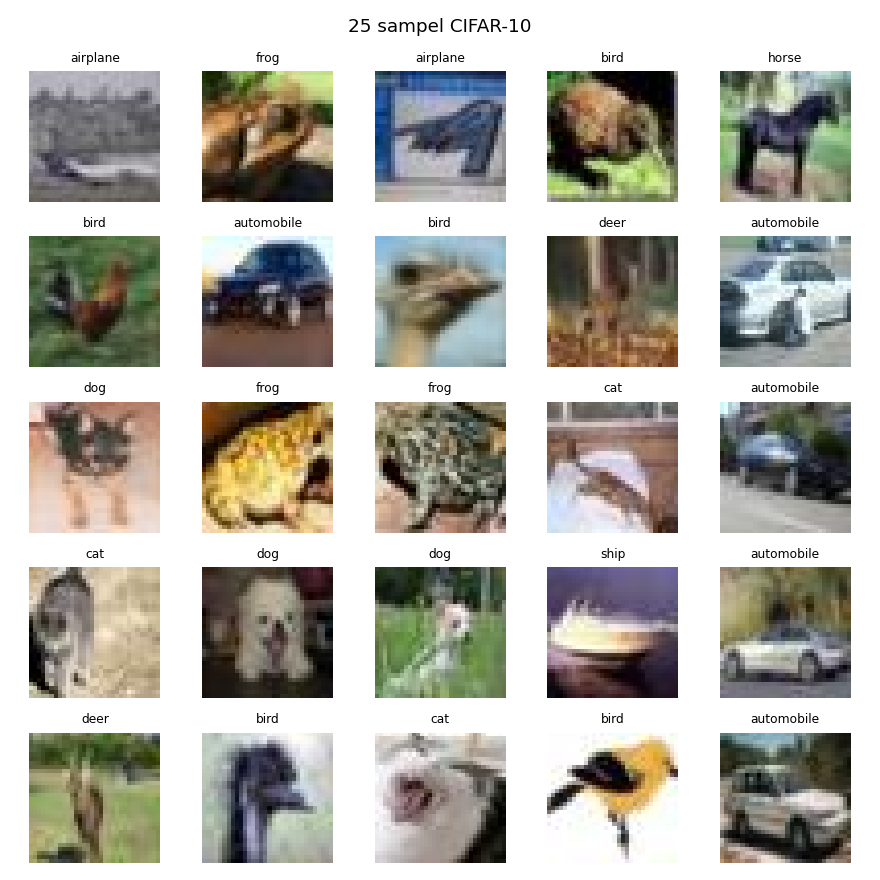 25 sampel CIFAR-10
airplane frog airplane bird horse
bird automobile bird deer automobile
dog frog frog cat automobile
cat dog dog ship automobile
deer bird cat bird automobile